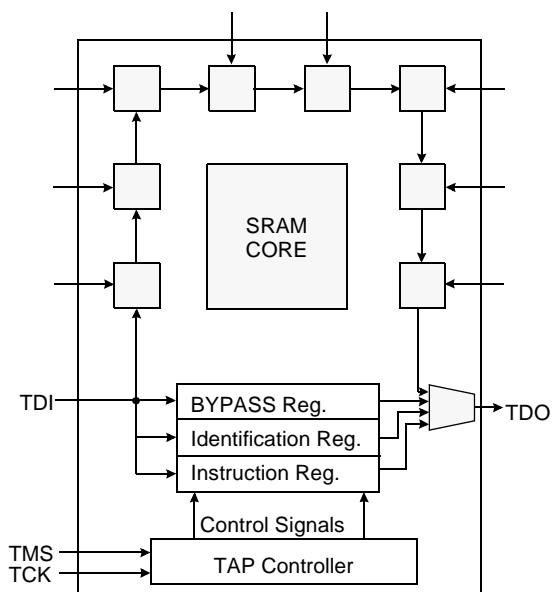 SRAM
CORE
TDI
BYPASS Reg.
TDO
Identification Reg.
Instruction Reg.
Control Signals
TMS
TCK
TAP Controller